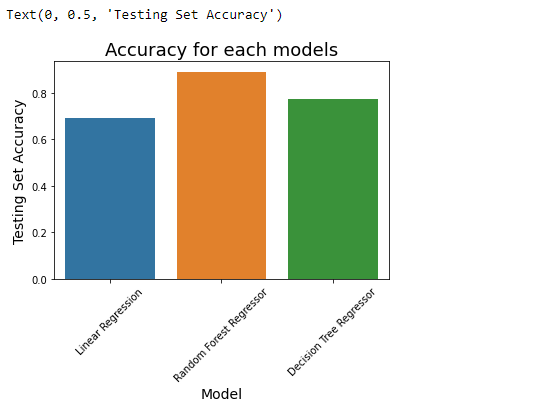 Text(0, 0.5, 'Testing Set Accuracy')
Accuracy for each models
Testing Set Accuracy
0.8
0.6
0.4
0.2
0.0
Linear Regression
Random Forest Regressor
Decision Tree Regressor
Model